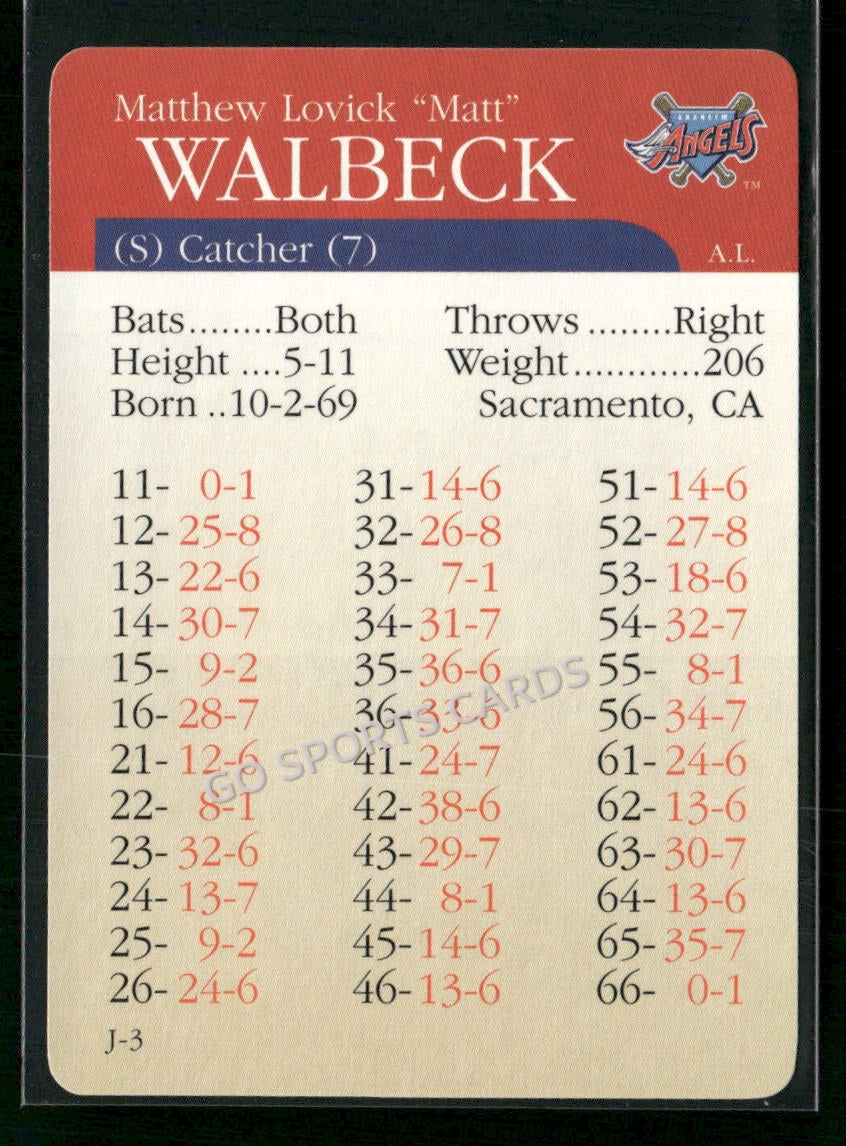 Matthew Lovick “Matt”
WALBECK
ANAHEIM
ANGELS
TM
(S) Catcher (7)
A.L.
Bats........Both Throws ........Right
Height ....5-11 Weight............206
Born ..10-2-69 Sacramento, CA
11- 0-1 31-14-6 51-14-6
12-25-8 32-26-8 52-27-8
13-22-6 33- 7-1 53-18-6
14-30-7 34-31-7 54-32-7
15- 9-2 35-36-6 55- 8-1
16-28-7 36-33-6 56-34-7
21-12-6 41-24-7 61-24-6
22- 8-1 42-38-6 62-13-6
23-32-6 43-29-7 63-30-7
24-13-7 44- 8-1 64-13-6
25- 9-2 45-14-6 65-35-7
26-24-6 46-13-6 66- 0-1
J-3
GO SPORTS CARDS